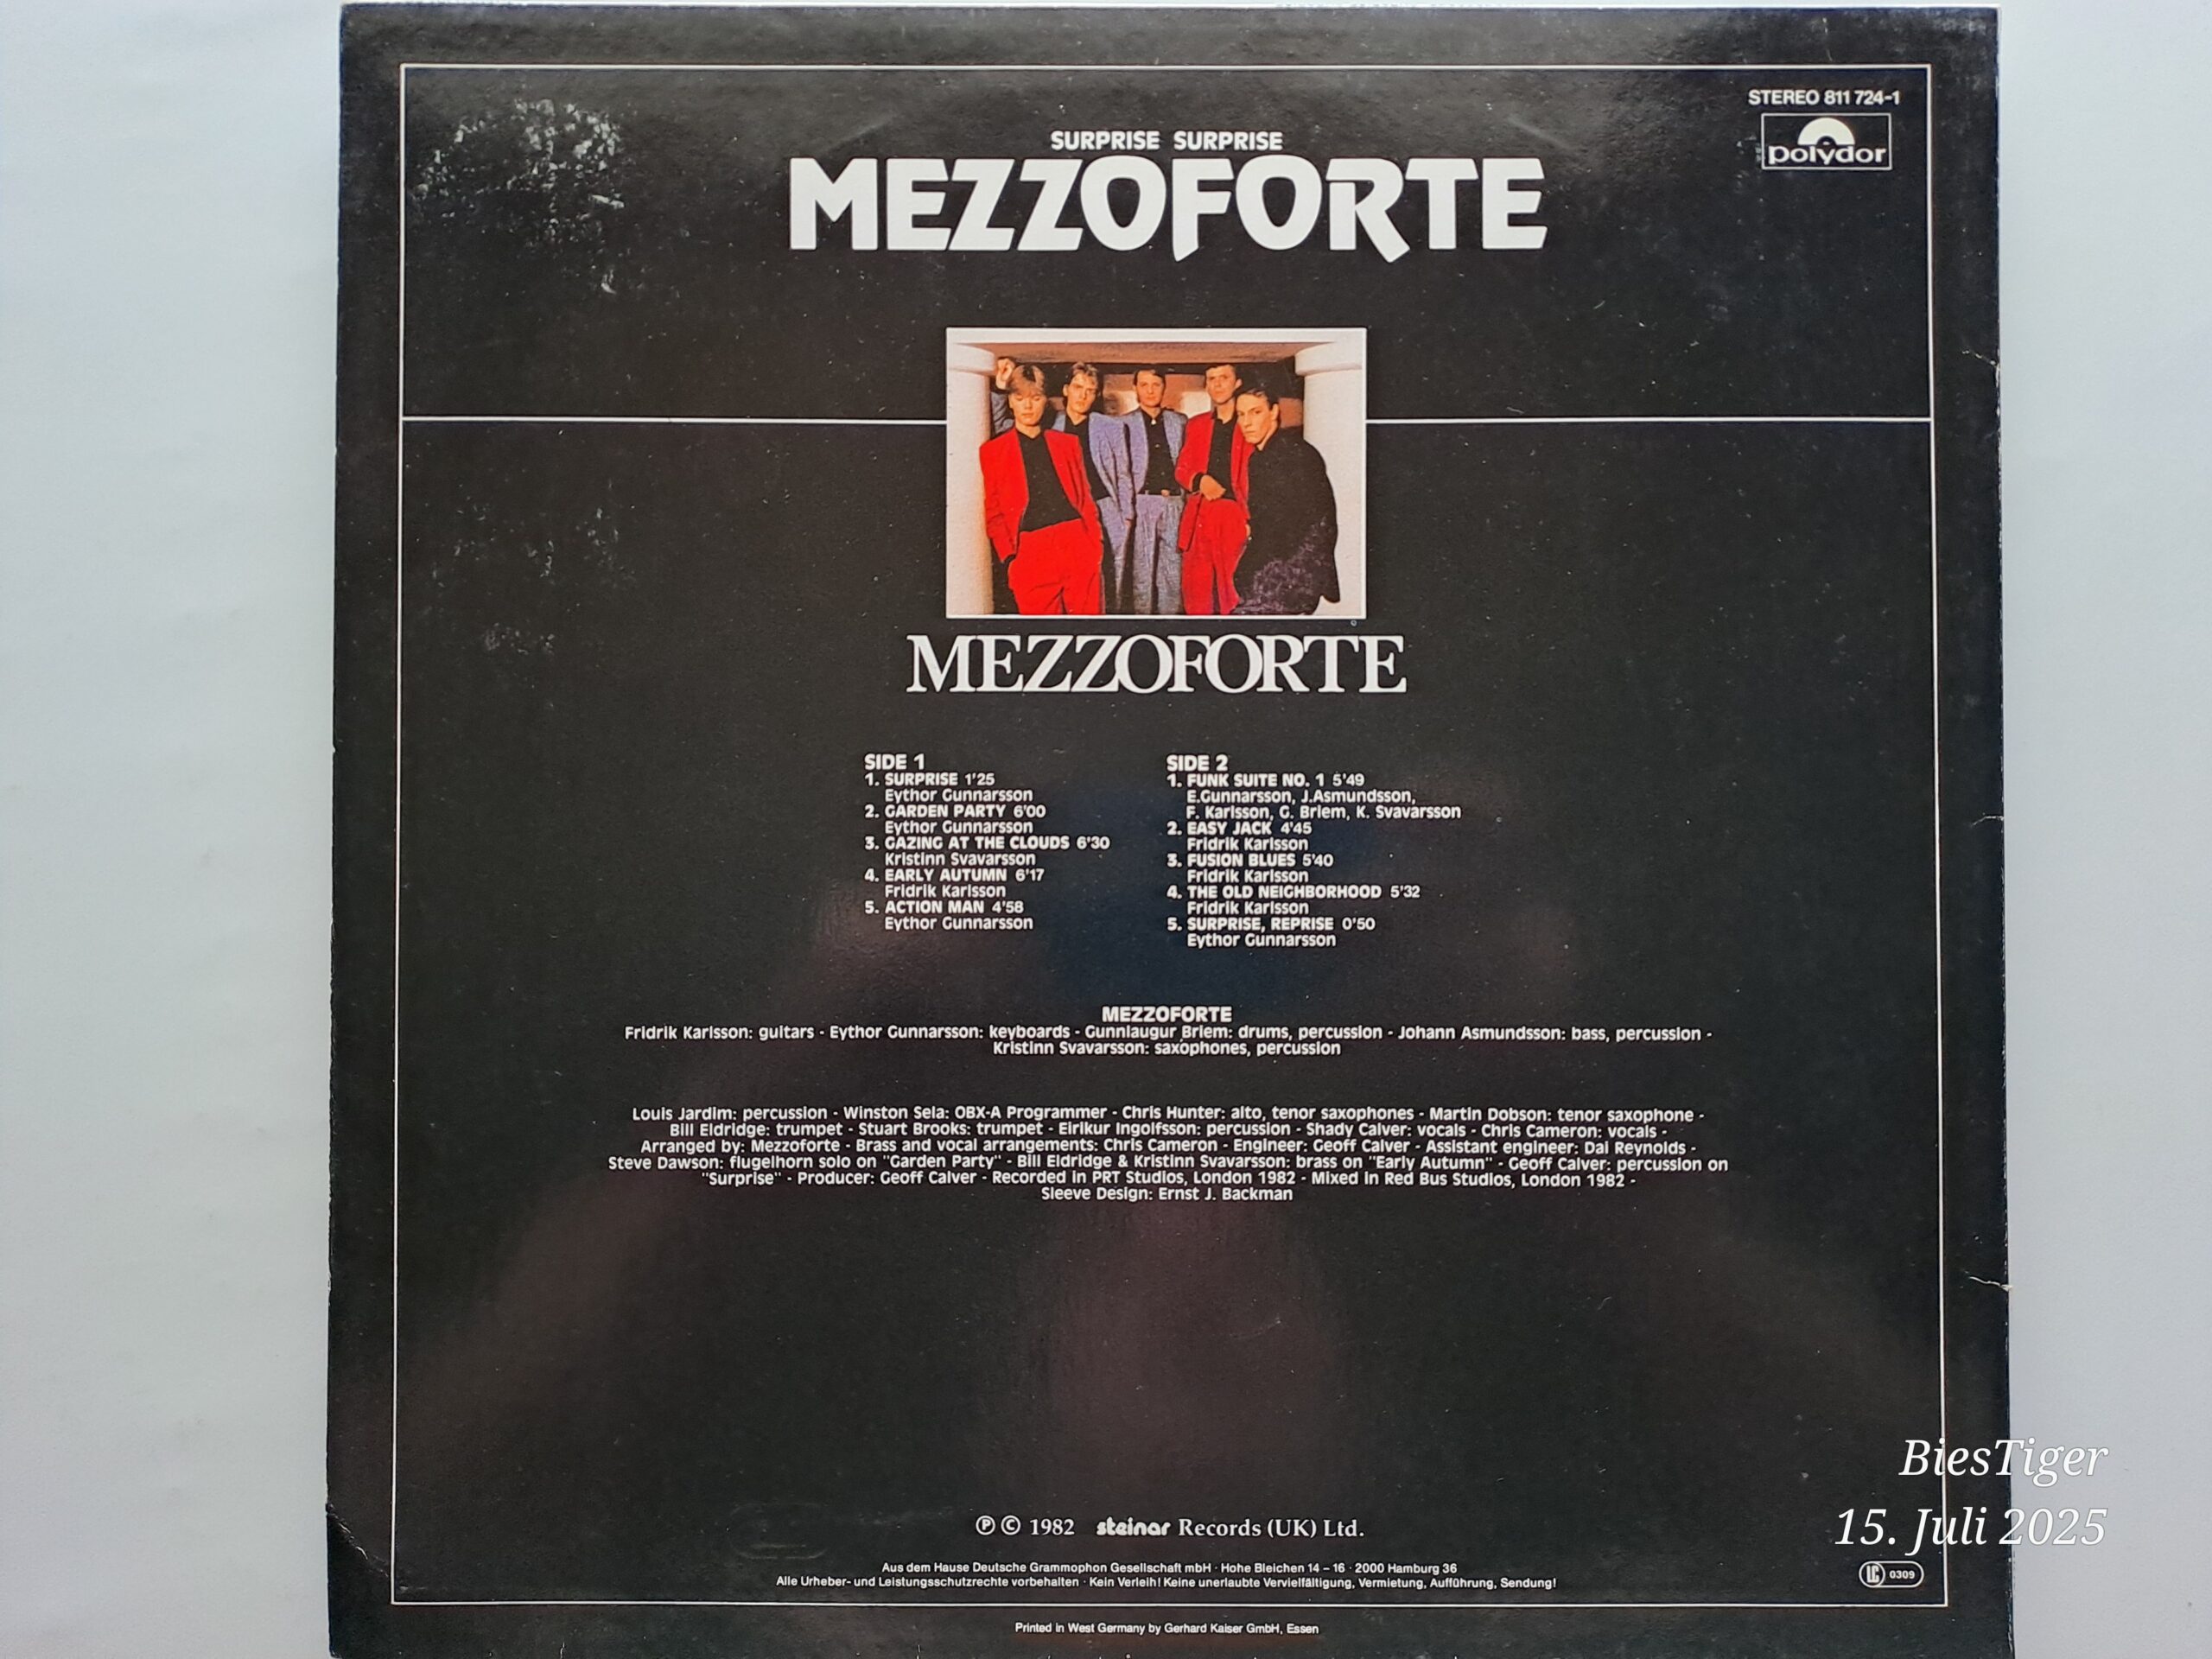 STEREO 811 724-1
polydor
SURPRISE SURPRISE
MEZZOFORTE
MEZZOFORTE
SIDE 1
1. SURPRISE 1'25
Eythor Gunnarsson
2. GARDEN PARTY 6'00
Eythor Gunnarsson
3. GAZING AT THE CLOUDS 6'30
Kristinn Svavarsson
4. EARLY AUTUMN 6'17
Fridrik Karlsson
5. ACTION MAN 4'58
Eythor Gunnarsson
SIDE 2
1. FUNK SUITE NO. 1 5'49
E.Gunnarsson, J.Asmundsson,
F. Karlsson, G. Briem, K. Svavarsson
2. EASY JACK 4'45
Fridrik Karlsson
3. FUSION BLUES 5'40
Fridrik Karlsson
4. THE OLD NEIGHBORHOOD 5'32
Fridrik Karlsson
5. SURPRISE, REPRISE 0'50
Eythor Gunnarsson
MEZZOFORTE
Fridrik Karlsson: guitars - Eythor Gunnarsson: keyboards - Gunnlaugur Briem: drums, percussion - Johann Asmundsson: bass, percussion -
Kristinn Svavarsson: saxophones, percussion
Louis Jardim: percussion - Winston Sela: OBX-A Programmer - Chris Hunter: alto, tenor saxophones - Martin Dobson: tenor saxophone -
Bill Eldridge: trumpet - Stuart Brooks: trumpet - Eirikur Ingolfsson: percussion - Shady Calver: vocals - Chris Cameron: vocals -
Arranged by: Mezzoforte - Brass and vocal arrangements: Chris Cameron - Engineer: Geoff Calver - Assistant engineer: Dai Reynolds -
Steve Dawson: flugelhorn solo on "Garden Party" - Bill Eldridge & Kristinn Svavarsson: brass on "Early Autumn" - Geoff Calver: percussion on
"Surprise" - Producer: Geoff Calver - Recorded in PRT Studios, London 1982 - Mixed in Red Bus Studios, London 1982 -
Sleeve Design: Ernst J. Backman
℗ © 1982 steinar Records (UK) Ltd.
Aus dem Hause Deutsche Grammophon Gesellschaft mbH · Hohe Bleichen 14 – 16 · 2000 Hamburg 36
Alle Urheber- und Leistungsschutzrechte vorbehalten · Kein Verleih! Keine unerlaubte Vervielfältigung, Vermietung, Aufführung, Sendung!
LC 0309
Printed in West Germany by Gerhard Kaiser GmbH, Essen
BiesTiger
15. Juli 2025